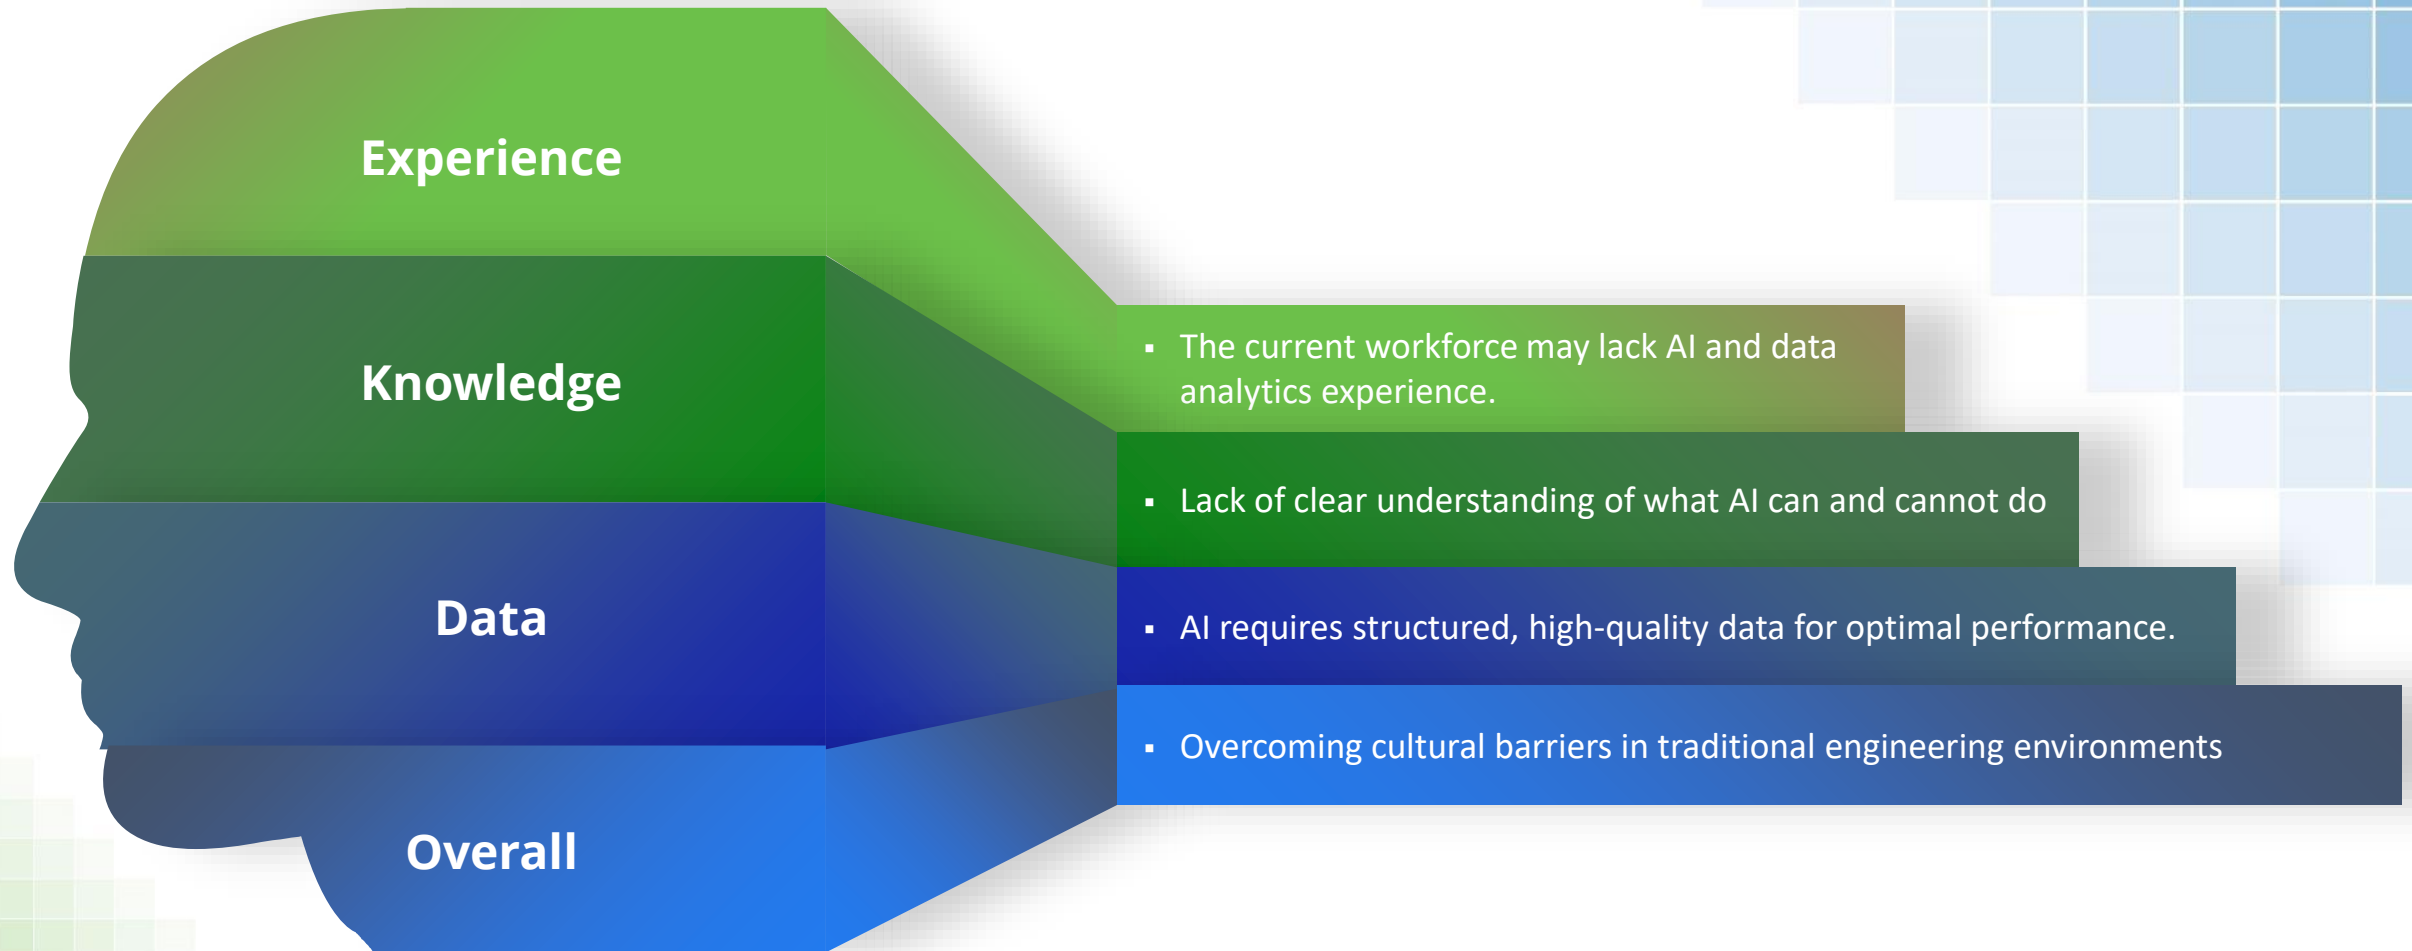 Experience
Knowledge
Data
Overall
▪ The current workforce may lack AI and data
analytics experience.
▪ Lack of clear understanding of what AI can and cannot do
▪ AI requires structured, high-quality data for optimal performance.
▪ Overcoming cultural barriers in traditional engineering environments